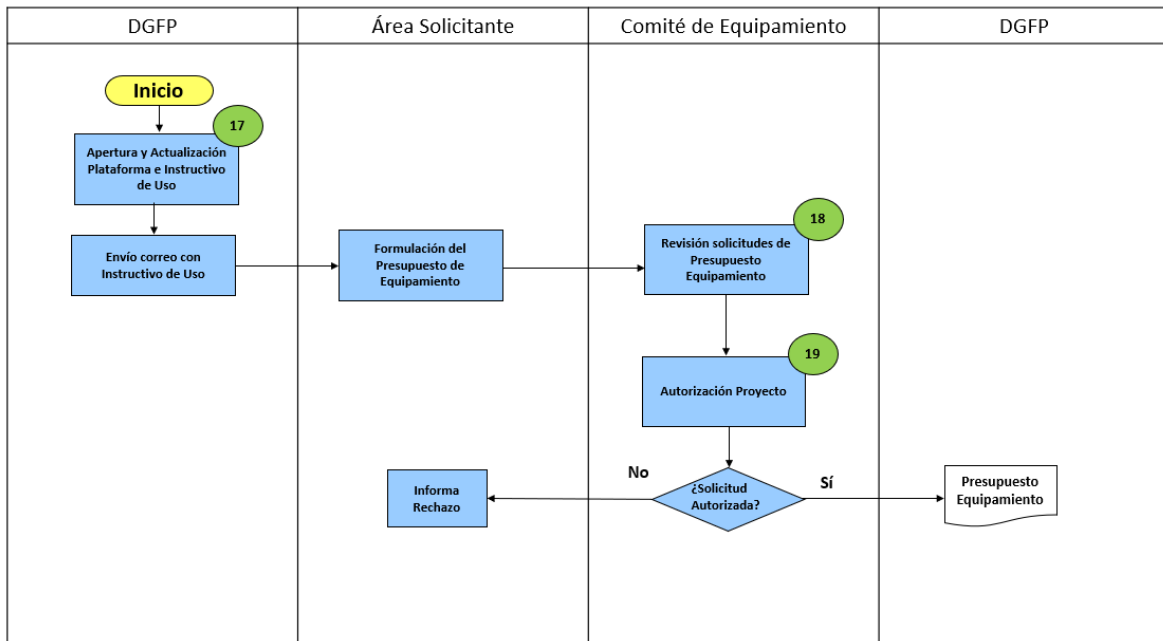 DGFP
Área Solicitante
Comité de Equipamiento
DGFP
Inicio
17
Apertura y Actualización
Plataforma e Instructivo
de Uso
Envío correo con
Instructivo de Uso
Formulación del
Presupuesto de
Equipamiento
18
Revisión solicitudes de
Presupuesto
Equipamiento
19
Autorización Proyecto
¿Solicitud
Autorizada?
No
Sí
Informa
Rechazo
Presupuesto
Equipamiento